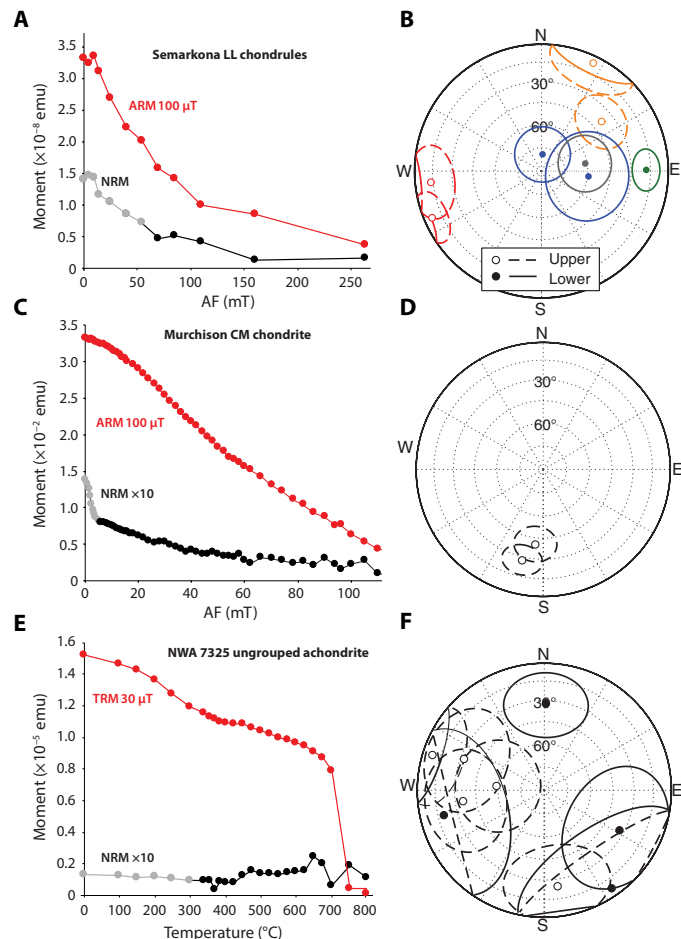 A
Semarkona LL chondrules
3.5
3.0
2.5
2.0
1.5
1.0
0.5
0
Moment (×10⁻⁸ emu)
ARM 100 µT
NRM
0 50 100 150 200 250
AF (mT)
B
N
30°
60°
W
E
S
Upper
Lower
C
Murchison CM chondrite
3.5
3.0
2.5
2.0
1.5
1.0
0.5
0
Moment (×10⁻² emu)
ARM 100 µT
NRM ×10
0 20 40 60 80 100
AF (mT)
D
N
30°
60°
W
E
S
E
NWA 7325 ungrouped achondrite
1.6
1.4
1.2
1.0
0.8
0.6
0.4
0.2
0
Moment (×10⁻⁵ emu)
TRM 30 µT
NRM ×10
0 100 200 300 400 500 600 700 800
Temperature (°C)
F
N
30°
60°
W
E
S